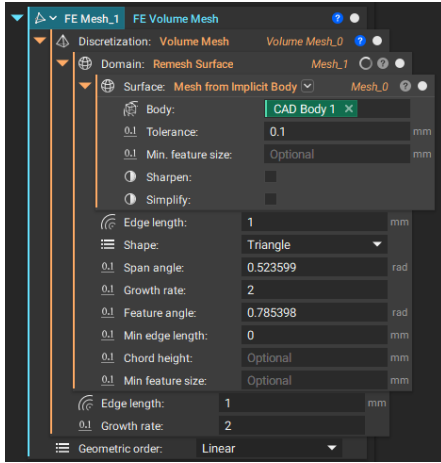 FE Mesh_1 FE Volume Mesh ?
Discretization: Volume Mesh Volume Mesh_0 ?
Domain: Remesh Surface Mesh_1 ?
Surface: Mesh from Implicit Body Mesh_0 ?
Body: CAD Body 1 ×
0.1 Tolerance: 0.1 mm
0.1 Min. feature size: Optional mm
Sharpen:
Simplify:
Edge length: 1 mm
Shape: Triangle
0.1 Span angle: 0.523599 rad
0.1 Growth rate: 2
0.1 Feature angle: 0.785398 rad
0.1 Min edge length: 0 mm
0.1 Chord height: Optional mm
0.1 Min feature size: Optional mm
Edge length: 1 mm
0.1 Growth rate: 2
Geometric order: Linear